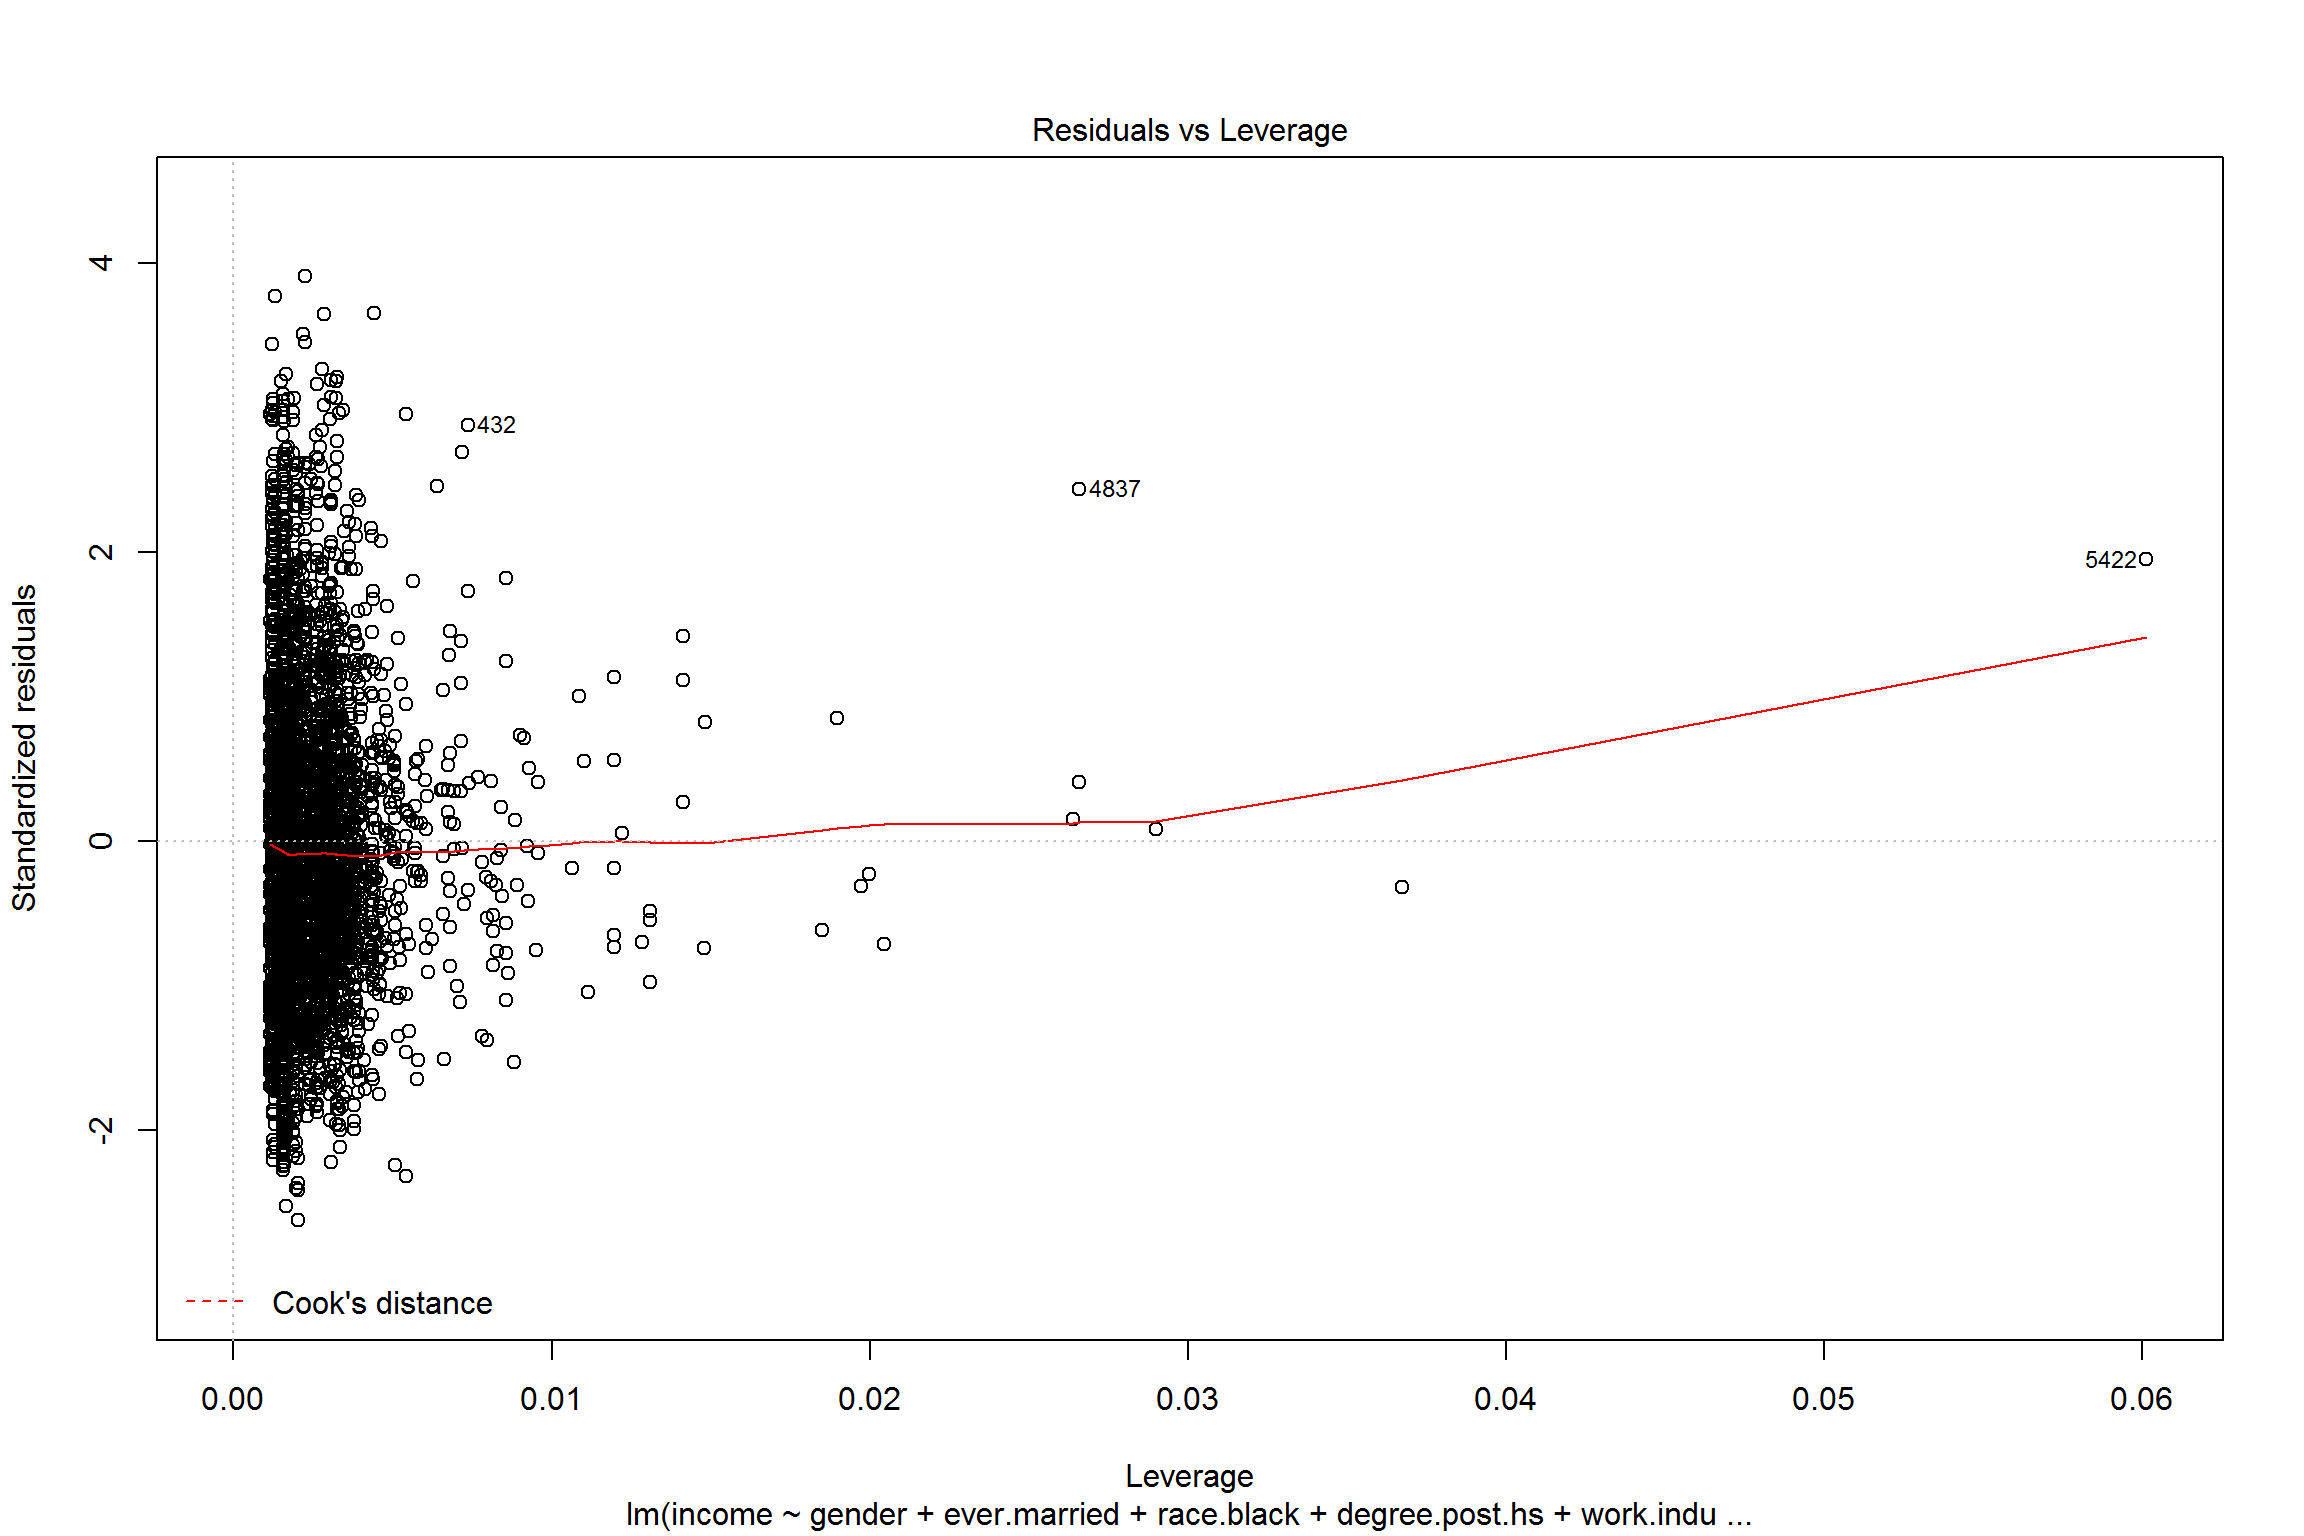 Residuals vs Leverage
Standardized residuals
4
2
0
-2
432
4837
5422
Cook's distance
0.00 0.01 0.02 0.03 0.04 0.05 0.06
Leverage
lm(income ~ gender + ever.married + race.black + degree.post.hs + work.indu ...